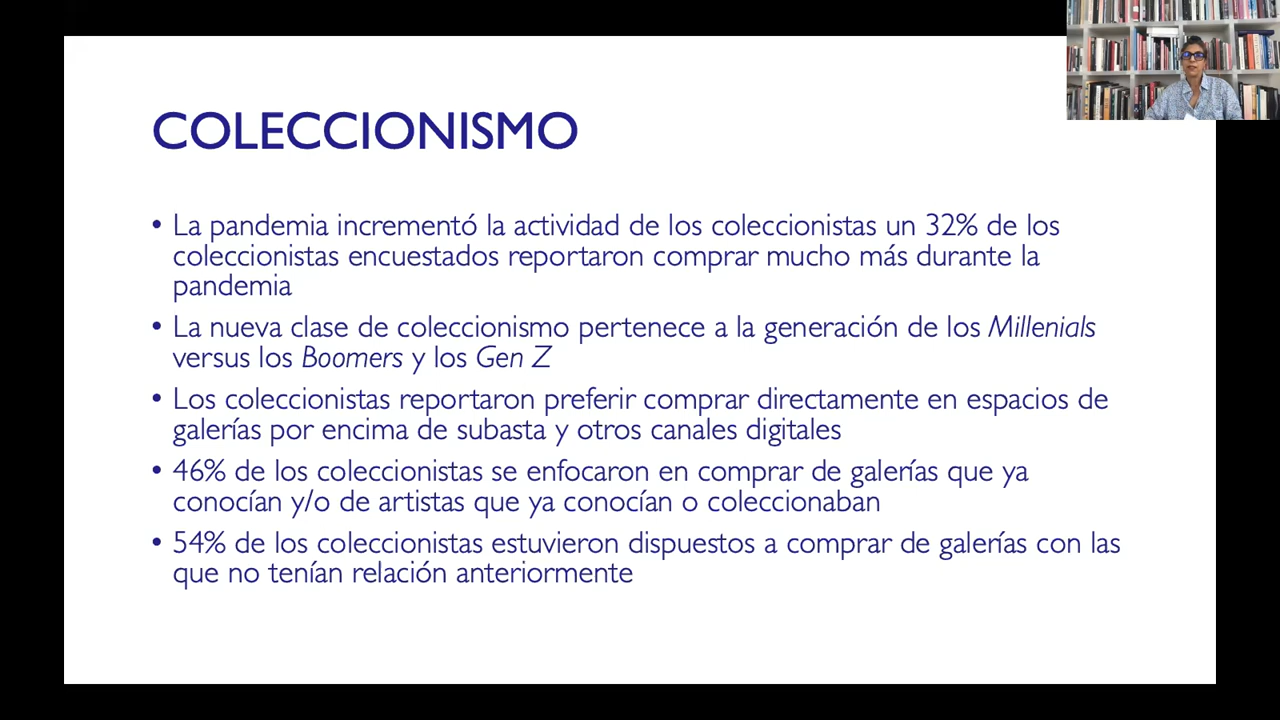 COLECCIONISMO
• La pandemia incrementó la actividad de los coleccionistas un 32% de los
coleccionistas encuestados reportaron comprar mucho más durante la
pandemia
• La nueva clase de coleccionismo pertenece a la generación de los Millenials
versus los Boomers y los Gen Z
• Los coleccionistas reportaron preferir comprar directamente en espacios de
galerías por encima de subasta y otros canales digitales
• 46% de los coleccionistas se enfocaron en comprar de galerías que ya
conocían y/o de artistas que ya conocían o coleccionaban
• 54% de los coleccionistas estuvieron dispuestos a comprar de galerías con las
que no tenían relación anteriormente